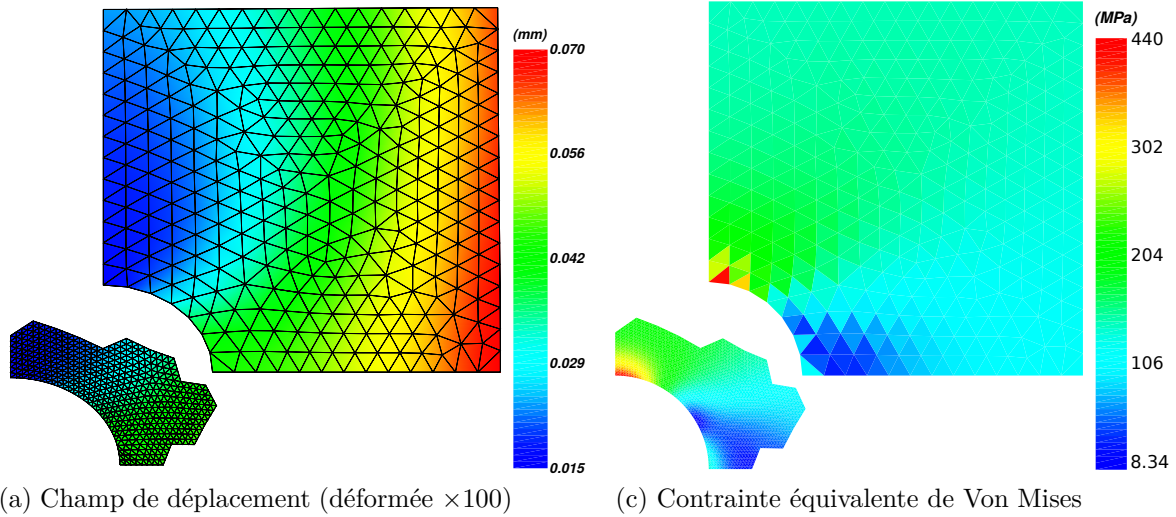 (mm)
0.070
0.056
0.042
0.029
0.015
(MPa)
440
302
204
106
8.34
(a) Champ de déplacement (déformée ×100)
(c) Contrainte équivalente de Von Mises